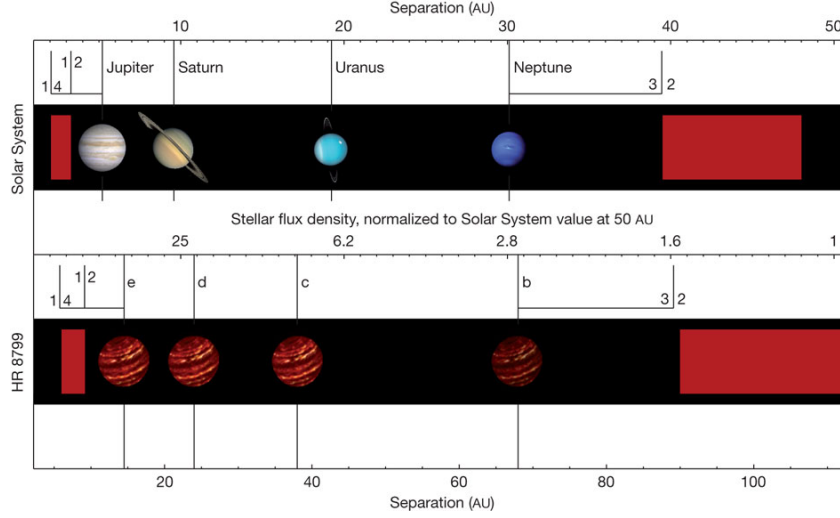 Separation (AU)
10 20 30 40 50
1 4 1 2 Jupiter Saturn Uranus Neptune 3 2
Solar System
Stellar flux density, normalized to Solar System value at 50 AU
25 6.2 2.8 1.6 1
1 4 1 2 e d c b 3 2
HR 8799
20 40 60 80 100
Separation (AU)